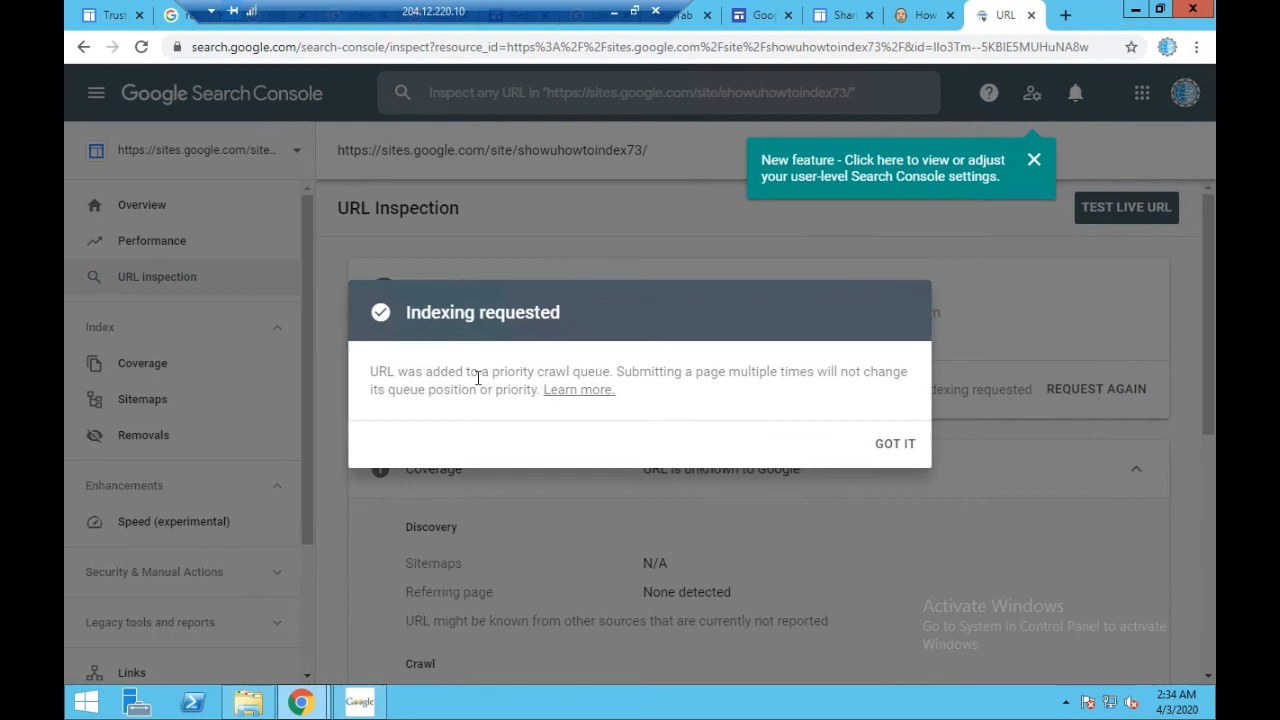 Trust
204.12.220.10
Tab
Goo
Shar
How
URL
search.google.com/search-console/inspect?resource_id=https%3A%2F%2Fsites.google.com%2Fsite%2Fshowuhowtoindex73%2F&id=IIo3Tm--5KBIE5MUHuNA8w
Google Search Console
Inspect any URL in "https://sites.google.com/site/showuhowtoindex73/"
https://sites.google.com/site...
https://sites.google.com/site/showuhowtoindex73/
New feature - Click here to view or adjust
your user-level Search Console settings.
Overview
URL Inspection
TEST LIVE URL
Performance
URL inspection
Indexing requested
Index
URL was added to a priority crawl queue. Submitting a page multiple times will not change
its queue position or priority. Learn more.
dexing requested
REQUEST AGAIN
Coverage
Sitemaps
Removals
GOT IT
Coverage
URL is unknown to Google
Enhancements
Speed (experimental)
Discovery
Sitemaps
N/A
Security & Manual Actions
Referring page
None detected
URL might be known from other sources that are currently not reported
Legacy tools and reports
Crawl
Links
Activate Windows
Go to System in Control Panel to activate
Windows.
Google
2:34 AM
4/3/2020